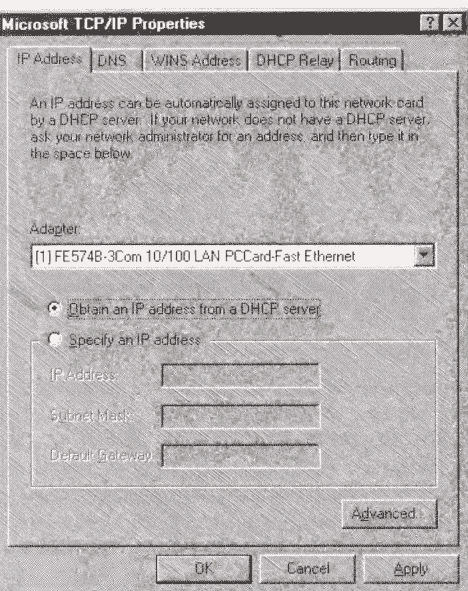 Microsoft TCP/IP Properties
IP Address DNS WINS Address DHCP Relay Routing
An IP address can be automatically assigned to this network card
by a DHCP server. If your network does not have a DHCP server,
ask your network administrator for an address, and then type it in
the space below.
Adapter:
[1] FE574B-3Com 10/100 LAN PCCard-Fast Ethernet
Obtain an IP address from a DHCP server
Specify an IP address
IP Address:
Subnet Mask:
Default Gateway:
Advanced...
OK Cancel Apply